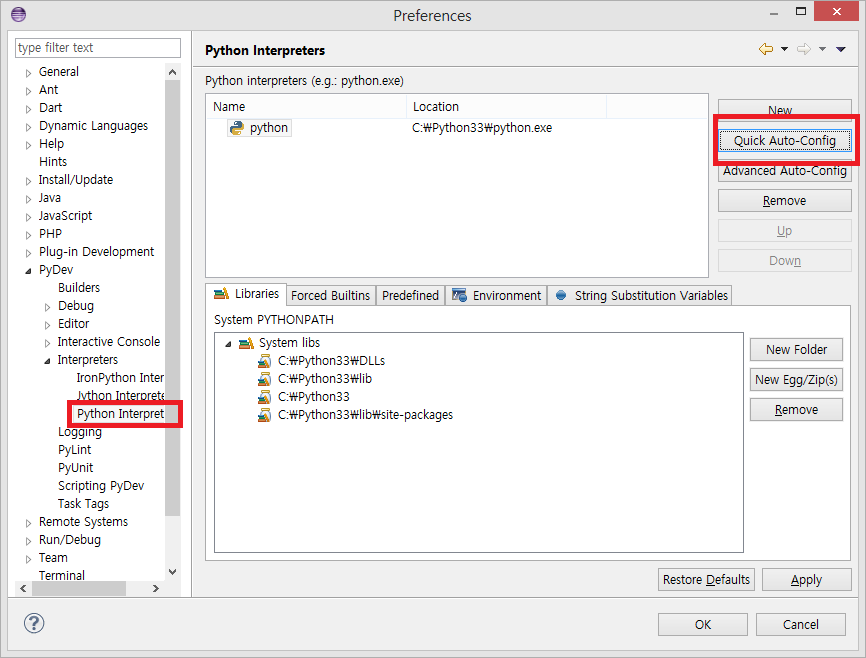 Preferences
type filter text
General
Ant
Dart
Dynamic Languages
Help
Hints
Install/Update
Java
JavaScript
PHP
Plug-in Development
PyDev
Builders
Debug
Editor
Interactive Console
Interpreters
IronPython Inter
Jython Interprete
Python Interpret
Logging
PyLint
PyUnit
Scripting PyDev
Task Tags
Remote Systems
Run/Debug
Team
Terminal
Python Interpreters
Python interpreters (e.g.: python.exe)
Name Location
python C:₩Python33₩python.exe
New
Quick Auto-Config
Advanced Auto-Config
Remove
Up
Down
Libraries Forced Builtins Predefined Environment String Substitution Variables
System PYTHONPATH
System libs
C:₩Python33₩DLLs
C:₩Python33₩lib
C:₩Python33
C:₩Python33₩lib₩site-packages
New Folder
New Egg/Zip(s)
Remove
Restore Defaults Apply
OK Cancel